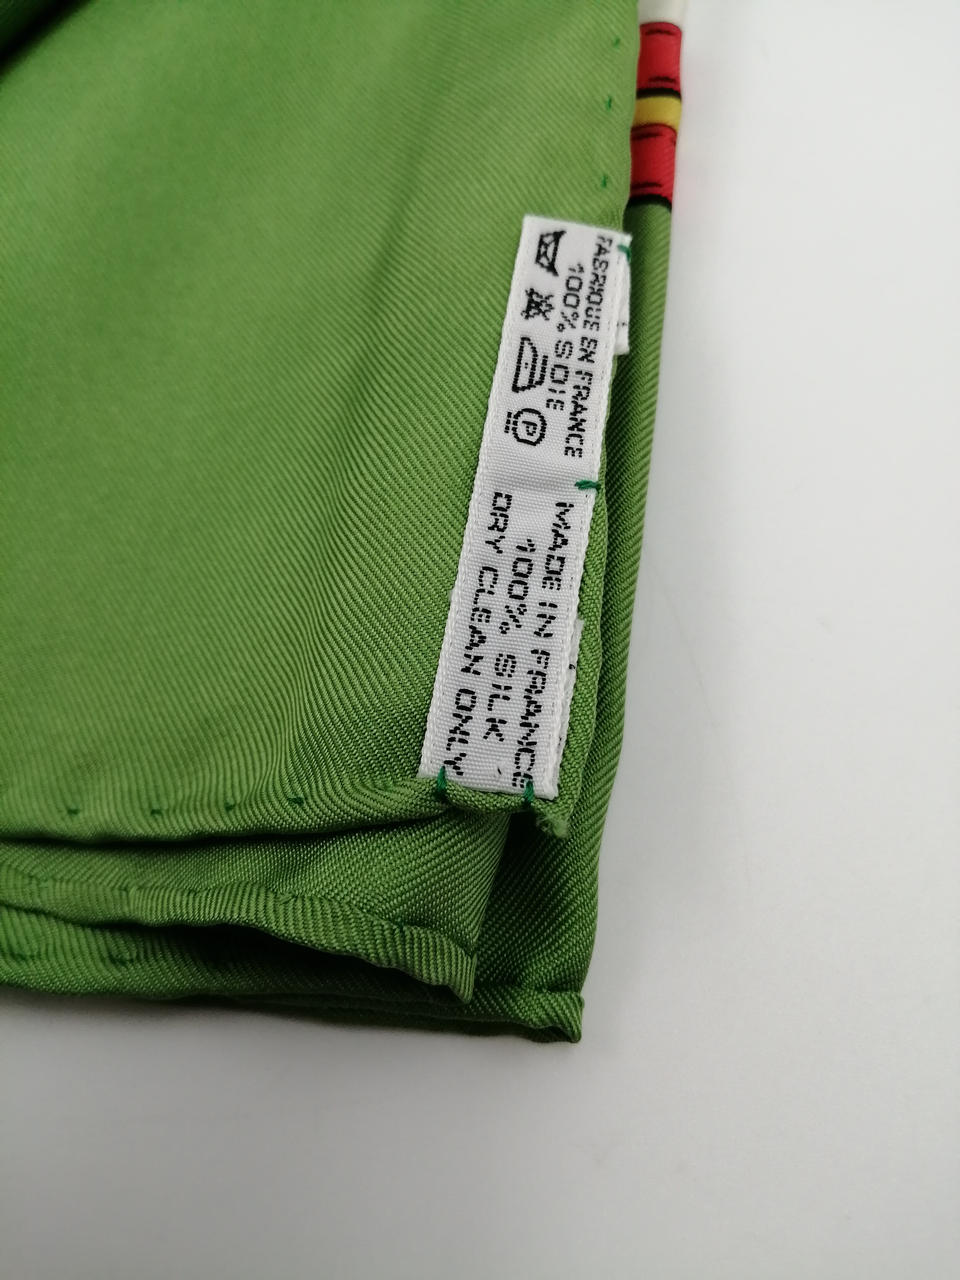 FABRIQUE EN FRANCE
100% SOIE
P
MADE IN FRANCE
100% SILK
DRY CLEAN ONLY